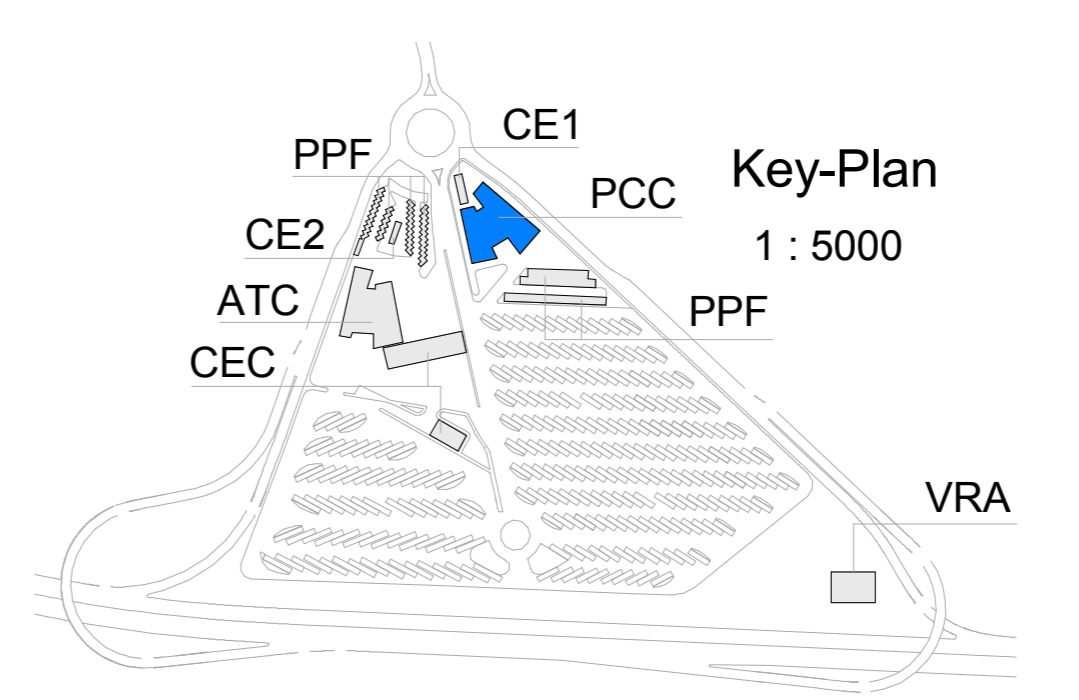 CE1
PPF
Key-Plan
PCC
CE2
1 : 5000
ATC
PPF
CEC
VRA